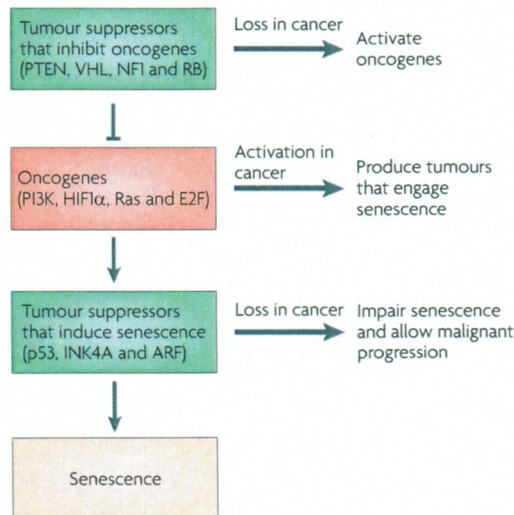 Tumour suppressors
that inhibit oncogenes
(PTEN, VHL, NF1 and RB)
Loss in cancer
Activate
oncogenes
Oncogenes
(PI3K, HIF1α, Ras and E2F)
Activation in
cancer
Produce tumours
that engage
senescence
Tumour suppressors
that induce senescence
(p53, INK4A and ARF)
Loss in cancer
Impair senescence
and allow malignant
progression
Senescence